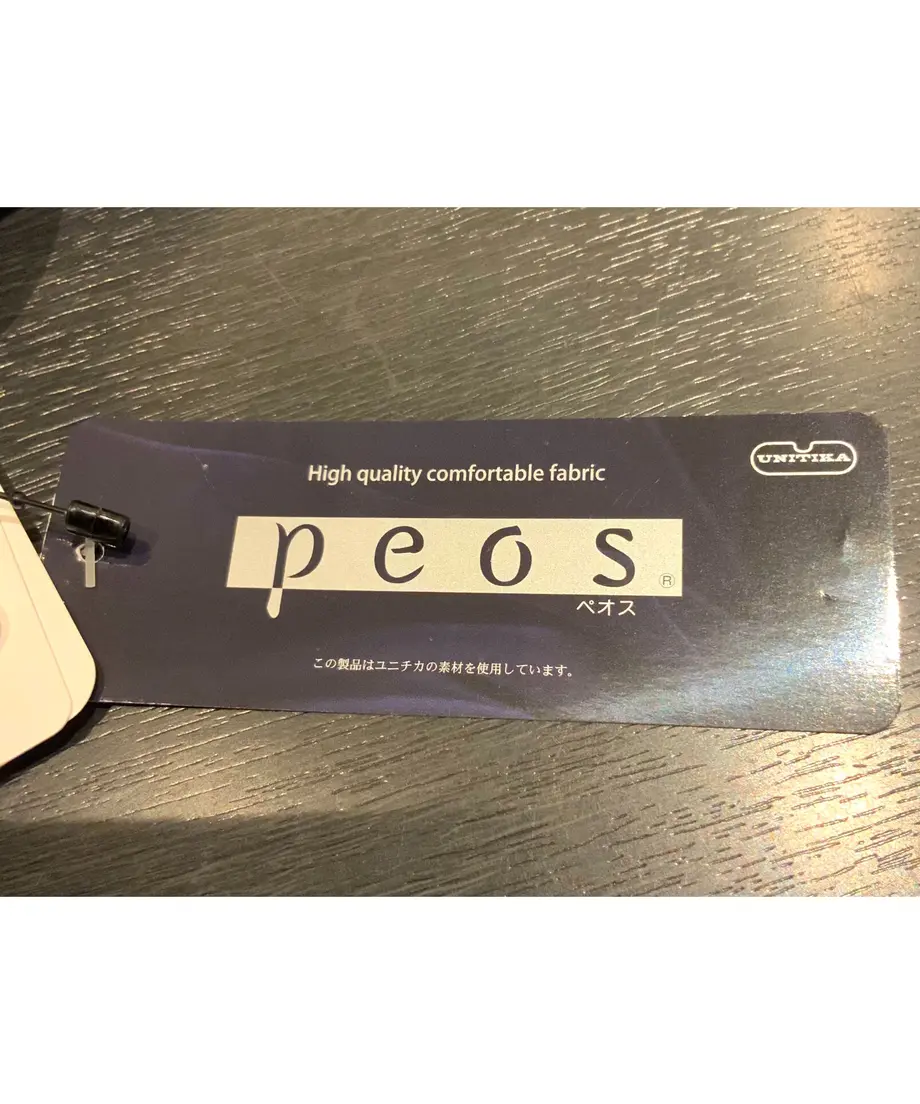 High quality comfortable fabric
UNITIKA
peos®
ペオス
この製品はユニチカの素材を使用しています。